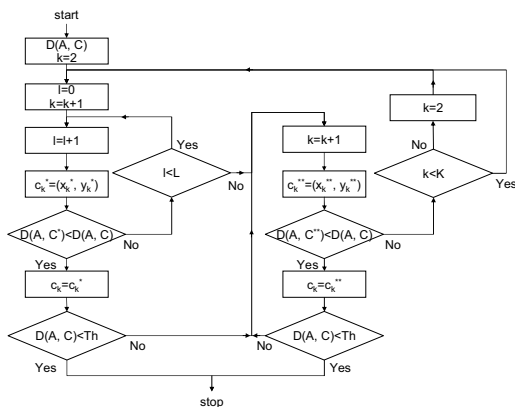 start
D(A, C)
k=2
l=0
k=k+1
l=l+1
c_k^*=(x_k^*, y_k^*)
D(A, C^*)<D(A, C)
Yes
No
c_k=c_k^*
D(A, C)<Th
Yes
No
l<L
Yes
No
k=k+1
c_k^**=(x_k^**, y_k^**)
D(A, C^**)<D(A, C)
Yes
No
c_k=c_k^**
D(A, C)<Th
No
Yes
k=2
No
k<K
Yes
stop